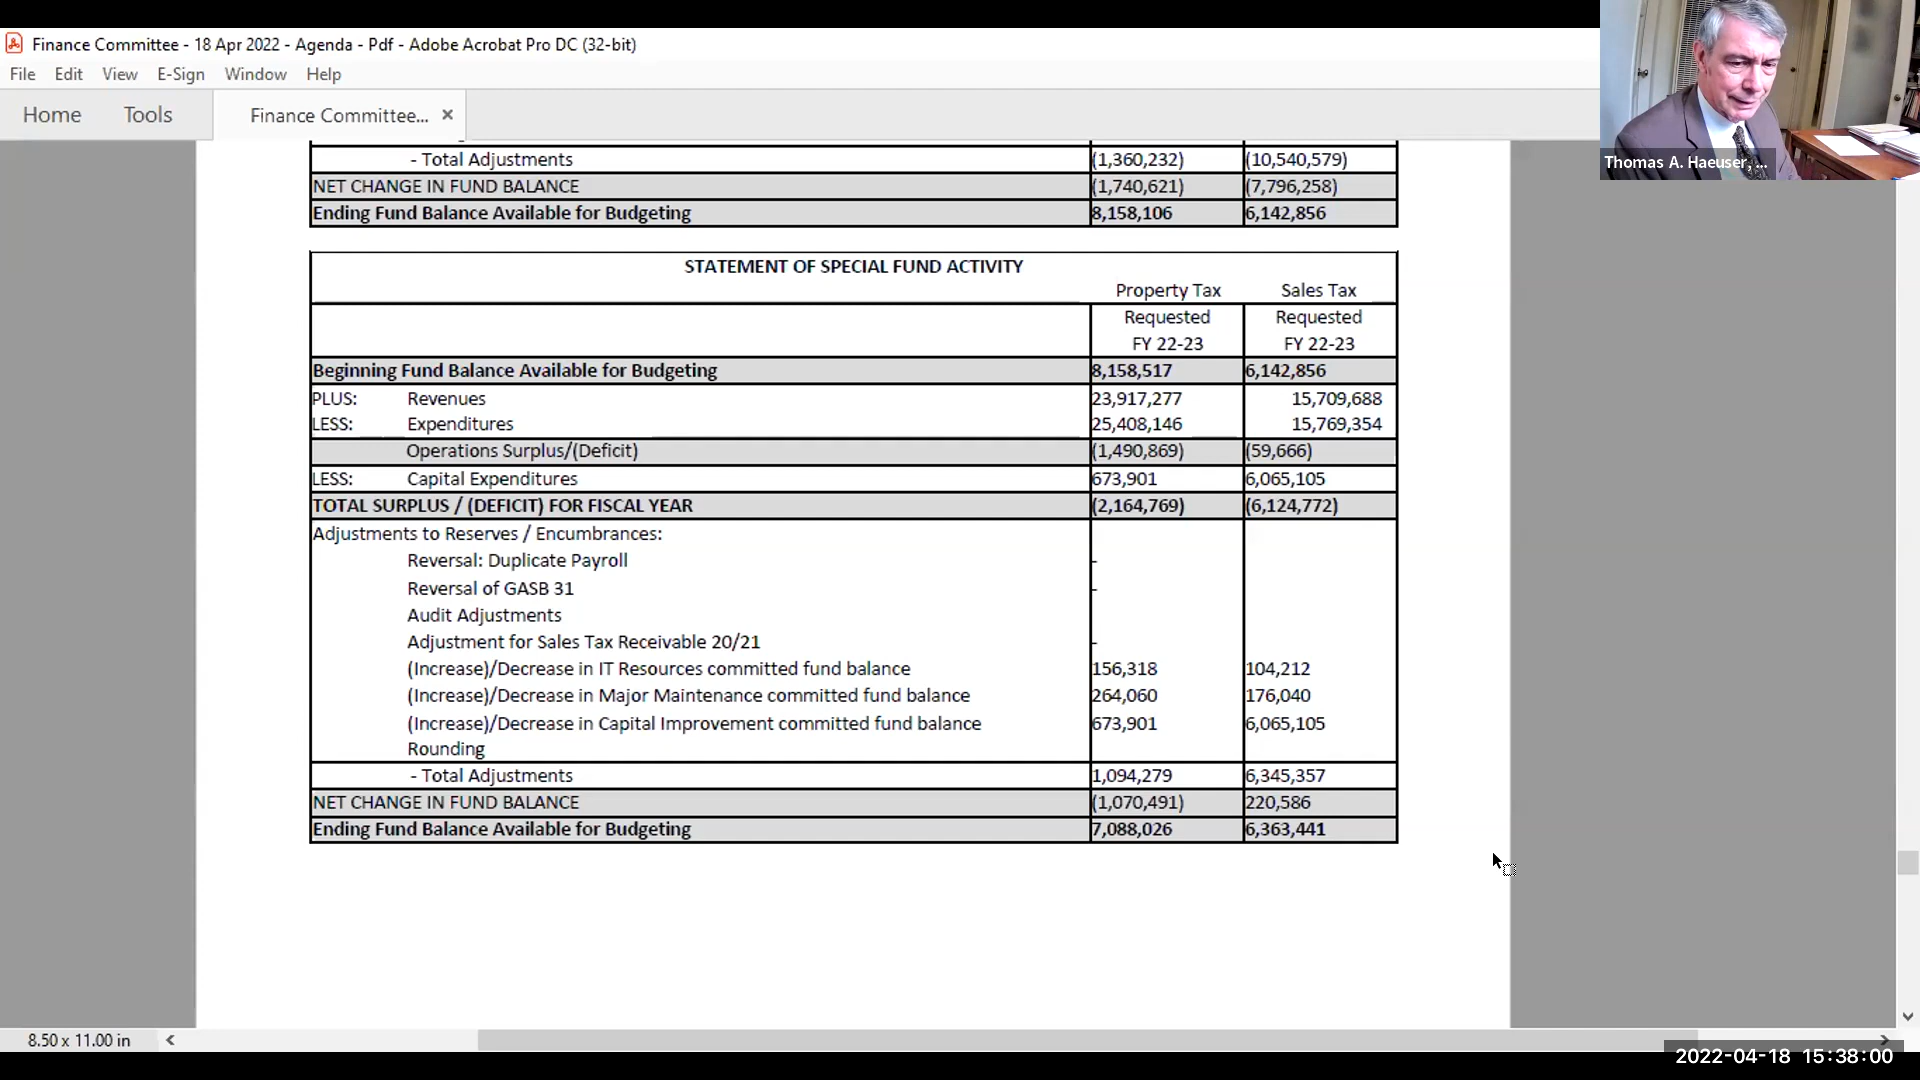 Finance Committee - 18 Apr 2022 - Agenda - Pdf - Adobe Acrobat Pro DC (32-bit)
File Edit View E-Sign Window Help
Home Tools Finance Committee... ×
Thomas A. Haeuser, ...
- Total Adjustments (1,360,232) (10,540,579)
NET CHANGE IN FUND BALANCE (1,740,621) (7,796,258)
Ending Fund Balance Available for Budgeting 8,158,106 6,142,856
STATEMENT OF SPECIAL FUND ACTIVITY
Property Tax Sales Tax
Requested Requested
FY 22-23 FY 22-23
Beginning Fund Balance Available for Budgeting 8,158,517 6,142,856
PLUS: Revenues 23,917,277 15,709,688
LESS: Expenditures 25,408,146 15,769,354
Operations Surplus/(Deficit) (1,490,869) (59,666)
LESS: Capital Expenditures 673,901 6,065,105
TOTAL SURPLUS / (DEFICIT) FOR FISCAL YEAR (2,164,769) (6,124,772)
Adjustments to Reserves / Encumbrances:
Reversal: Duplicate Payroll -
Reversal of GASB 31 -
Audit Adjustments
Adjustment for Sales Tax Receivable 20/21 -
(Increase)/Decrease in IT Resources committed fund balance 156,318 104,212
(Increase)/Decrease in Major Maintenance committed fund balance 264,060 176,040
(Increase)/Decrease in Capital Improvement committed fund balance 673,901 6,065,105
Rounding
- Total Adjustments 1,094,279 6,345,357
NET CHANGE IN FUND BALANCE (1,070,491) 220,586
Ending Fund Balance Available for Budgeting 7,088,026 6,363,441
8.50 x 11.00 in
2022-04-18 15:38:00